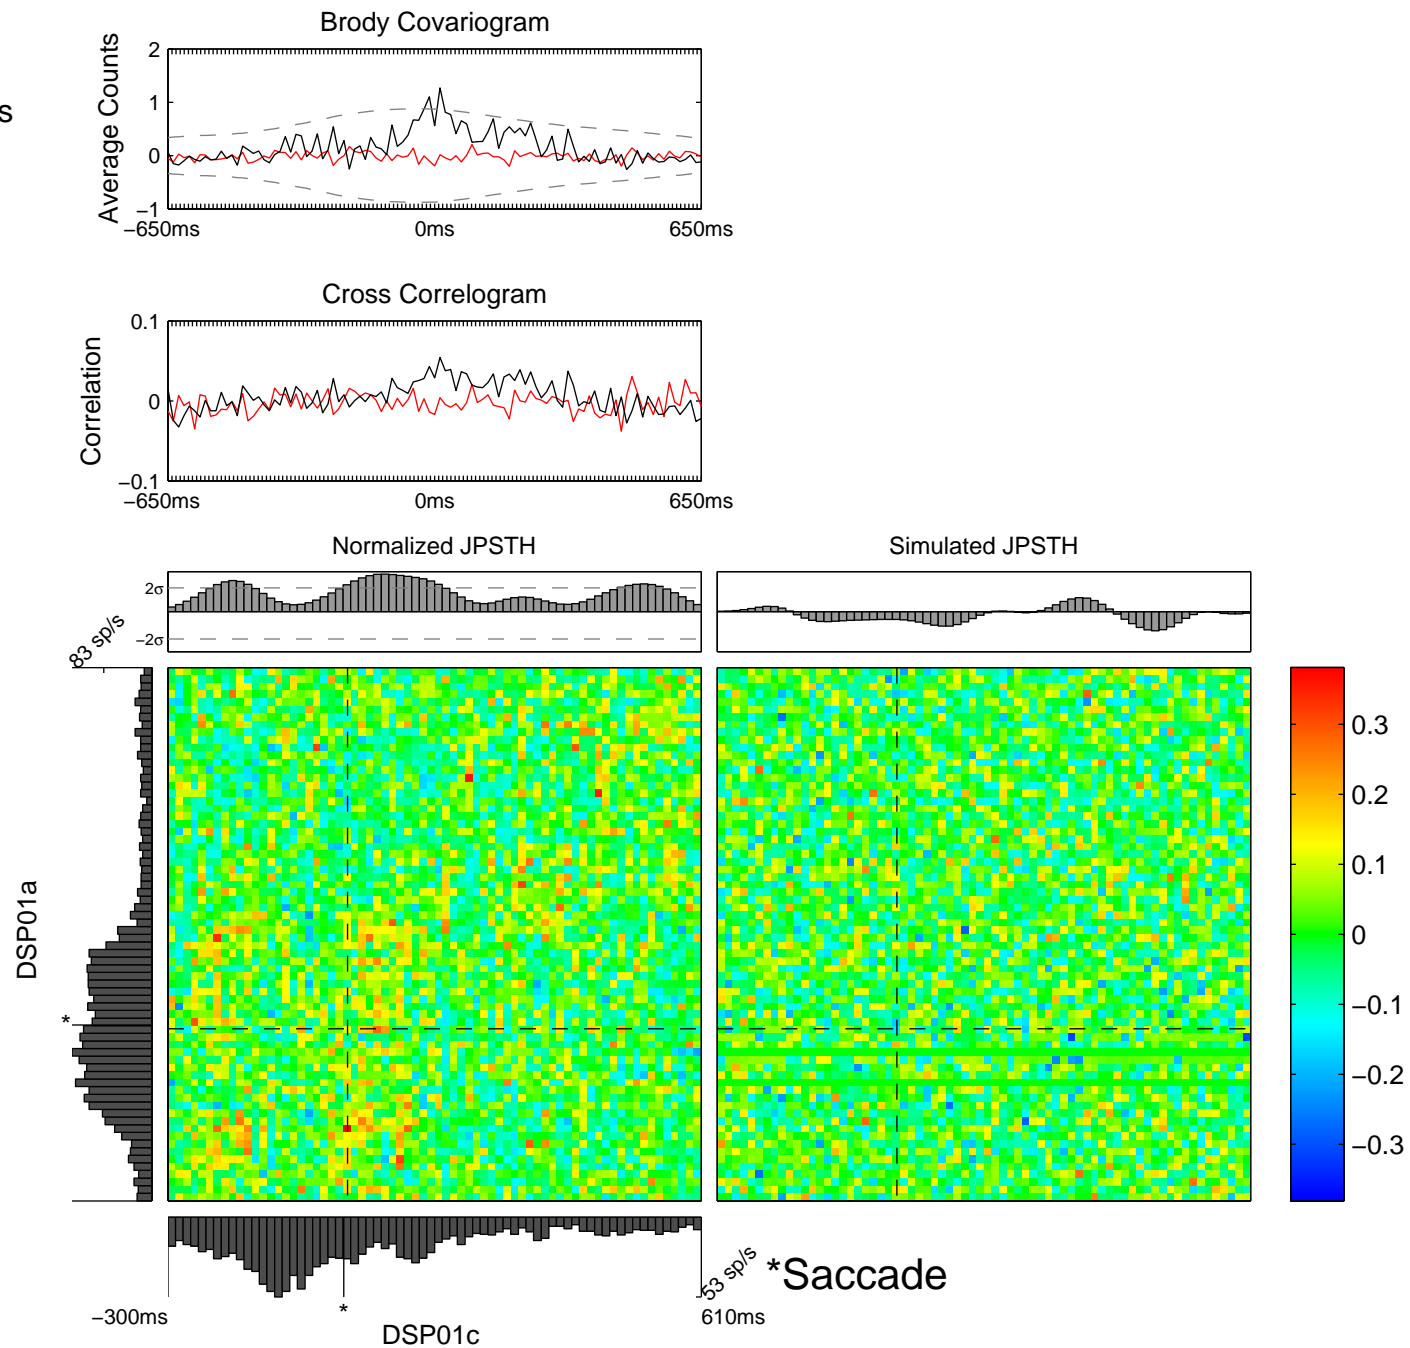 Brody Covariogram
s
Average Counts
2
1
0
−1
−650ms 0ms 650ms
Cross Correlogram
Correlation
0.1
0
−0.1
−650ms 0ms 650ms
Normalized JPSTH Simulated JPSTH
2σ
−2σ
83 sp/s
DSP01a
*
0.3
0.2
0.1
0
−0.1
−0.2
−0.3
53 sp/s
*Saccade
*
−300ms 610ms
DSP01c